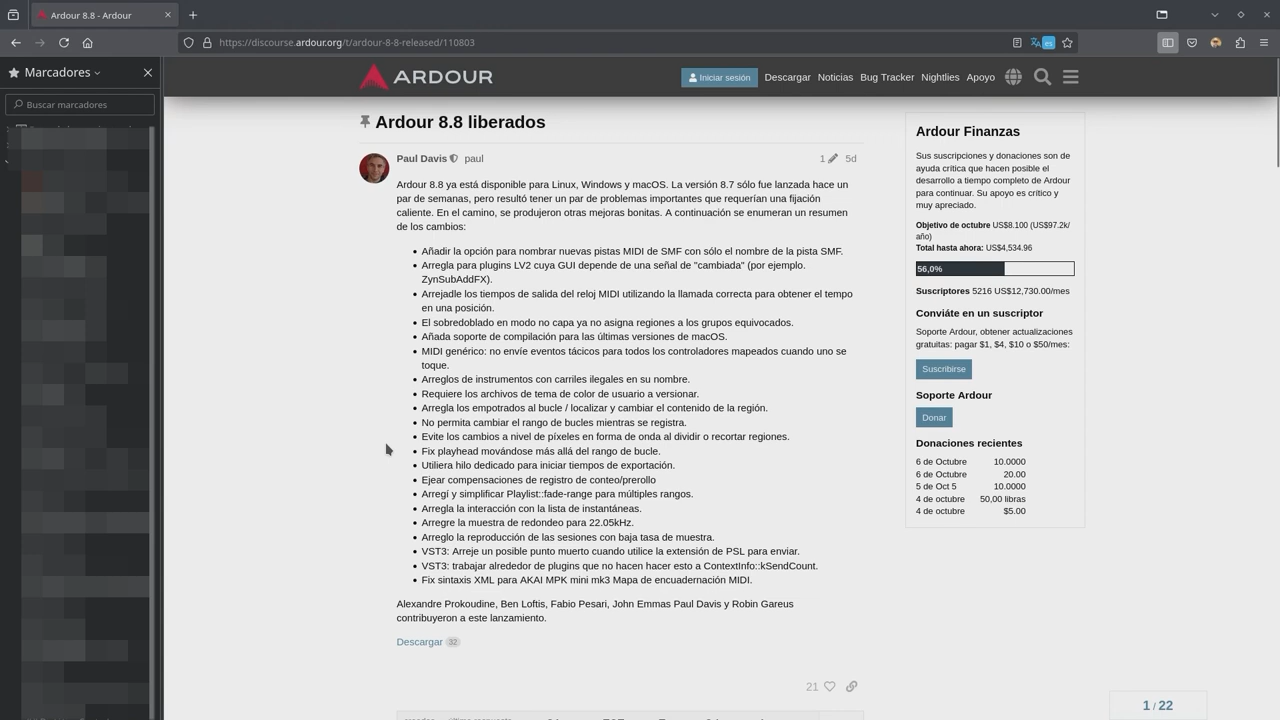 Ardour 8.8 - Ardour
https://discourse.ardour.org/t/ardour-8-8-released/110803
es
Marcadores
Buscar marcadores
ARDOUR
Iniciar sesión
Descargar
Noticias
Bug Tracker
Nightlies
Apoyo
Ardour 8.8 liberados
Paul Davis paul
1
5d
Ardour 8.8 ya está disponible para Linux, Windows y macOS. La versión 8.7 sólo fue lanzada hace un
par de semanas, pero resultó tener un par de problemas importantes que requerían una fijación
caliente. En el camino, se produjeron otras mejoras bonitas. A continuación se enumeran un resumen
de los cambios:
• Añadir la opción para nombrar nuevas pistas MIDI de SMF con sólo el nombre de la pista SMF.
• Arregla para plugins LV2 cuya GUI depende de una señal de "cambiada" (por ejemplo.
ZynSubAddFX).
• Arrejadle los tiempos de salida del reloj MIDI utilizando la llamada correcta para obtener el tempo
en una posición.
• El sobredoblado en modo no capa ya no asigna regiones a los grupos equivocados.
• Añada soporte de compilación para las últimas versiones de macOS.
• MIDI genérico: no envíe eventos tácicos para todos los controladores mapeados cuando uno se
toque.
• Arreglos de instrumentos con carriles ilegales en su nombre.
• Requiere los archivos de tema de color de usuario a versionar.
• Arregla los empotrados al bucle / localizar y cambiar el contenido de la región.
• No permita cambiar el rango de bucles mientras se registra.
• Evite los cambios a nivel de píxeles en forma de onda al dividir o recortar regiones.
• Fix playhead movándose más allá del rango de bucle.
• Utiliera hilo dedicado para iniciar tiempos de exportación.
• Ejear compensaciones de registro de conteo/prerollo
• Arregí y simplificar Playlist::fade-range para múltiples rangos.
• Arregla la interacción con la lista de instantáneas.
• Arregre la muestra de redondeo para 22.05kHz.
• Arreglo la reproducción de las sesiones con baja tasa de muestra.
• VST3: Arreje un posible punto muerto cuando utilice la extensión de PSL para enviar.
• VST3: trabajar alrededor de plugins que no hacen hacer esto a ContextInfo::kSendCount.
• Fix sintaxis XML para AKAI MPK mini mk3 Mapa de encuadernación MIDI.
Alexandre Prokoudine, Ben Loftis, Fabio Pesari, John Emmas Paul Davis y Robin Gareus
contribuyeron a este lanzamiento.
Descargar 32
21
Ardour Finanzas
Sus suscripciones y donaciones son de
ayuda crítica que hacen posible el
desarrollo a tiempo completo de Ardour
para continuar. Su apoyo es crítico y
muy apreciado.
Objetivo de octubre US$8.100 (US$97.2k/
año)
Total hasta ahora: US$4,534.96
56,0%
Suscriptores 5216 US$12,730.00/mes
Conviáte en un suscriptor
Soporte Ardour, obtener actualizaciones
gratuitas: pagar $1, $4, $10 o $50/mes:
Suscribirse
Soporte Ardour
Donar
Donaciones recientes
6 de Octubre 10.0000
6 de Octubre 20.00
5 de Oct 5 10.0000
4 de octubre 50,00 libras
4 de octubre $5.00
1 / 22